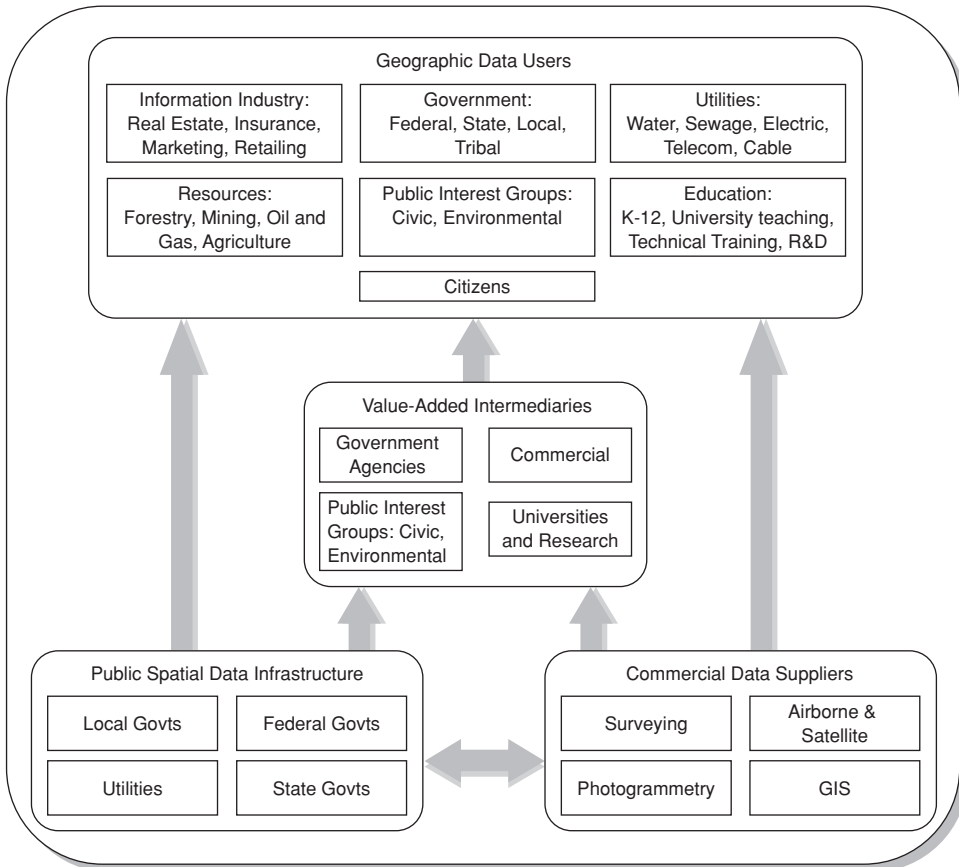 Geographic Data Users
Information Industry:
Real Estate, Insurance,
Marketing, Retailing
Government:
Federal, State, Local,
Tribal
Utilities:
Water, Sewage, Electric,
Telecom, Cable
Resources:
Forestry, Mining, Oil and
Gas, Agriculture
Public Interest Groups:
Civic, Environmental
Education:
K-12, University teaching,
Technical Training, R&D
Citizens
Value-Added Intermediaries
Government
Agencies
Commercial
Public Interest
Groups: Civic,
Environmental
Universities
and Research
Public Spatial Data Infrastructure
Local Govts
Federal Govts
Utilities
State Govts
Commercial Data Suppliers
Surveying
Airborne &
Satellite
Photogrammetry
GIS